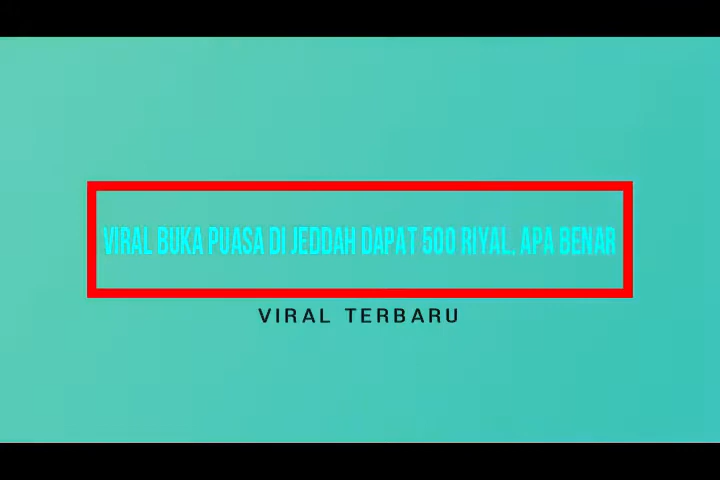 VIRAL BUKA PUASA DI JEDDAH DAPAT 500 RIYAL, APA BENAR
VIRAL TERBARU